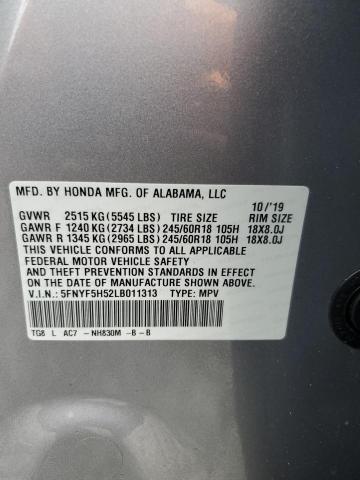 MFD. BY HONDA MFG. OF ALABAMA, LLC 10/'19
GVWR 2515 KG (5545 LBS) TIRE SIZE RIM SIZE
GAWR F 1240 KG (2734 LBS) 245/60R18 105H 18X8.0J
GAWR R 1345 KG (2965 LBS) 245/60R18 105H 18X8.0J
THIS VEHICLE CONFORMS TO ALL APPLICABLE
FEDERAL MOTOR VEHICLE SAFETY
AND THEFT PREVENTION STANDARDS IN EFFECT
ON THE DATE OF MANUFACTURE SHOWN ABOVE.
V.I.N.: 5FNYF5H52LB011313 TYPE: MPV
TG8 L AC7 -NH830M -B-B